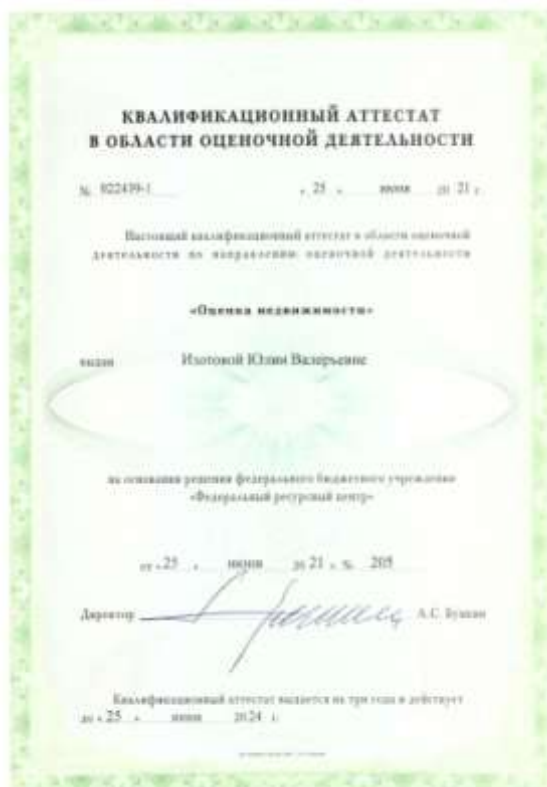 КВАЛИФИКАЦИОННЫЙ АТТЕСТАТ
В ОБЛАСТИ ОЦЕНОЧНОЙ ДЕЯТЕЛЬНОСТИ
№ 022439-1 « 25 » июня 20 21 г.
Настоящий квалификационный аттестат в области оценочной
деятельности по направлению оценочной деятельности
«Оценка недвижимости»
выдан Изотовой Юлии Валерьевне
на основании решения федерального бюджетного учреждения
«Федеральный ресурсный центр»
от « 25 » июня 20 21 г. № 205
Директор А.С. Бункин
Квалификационный аттестат выдается на три года и действует
до « 25 » июня 20 24 г.